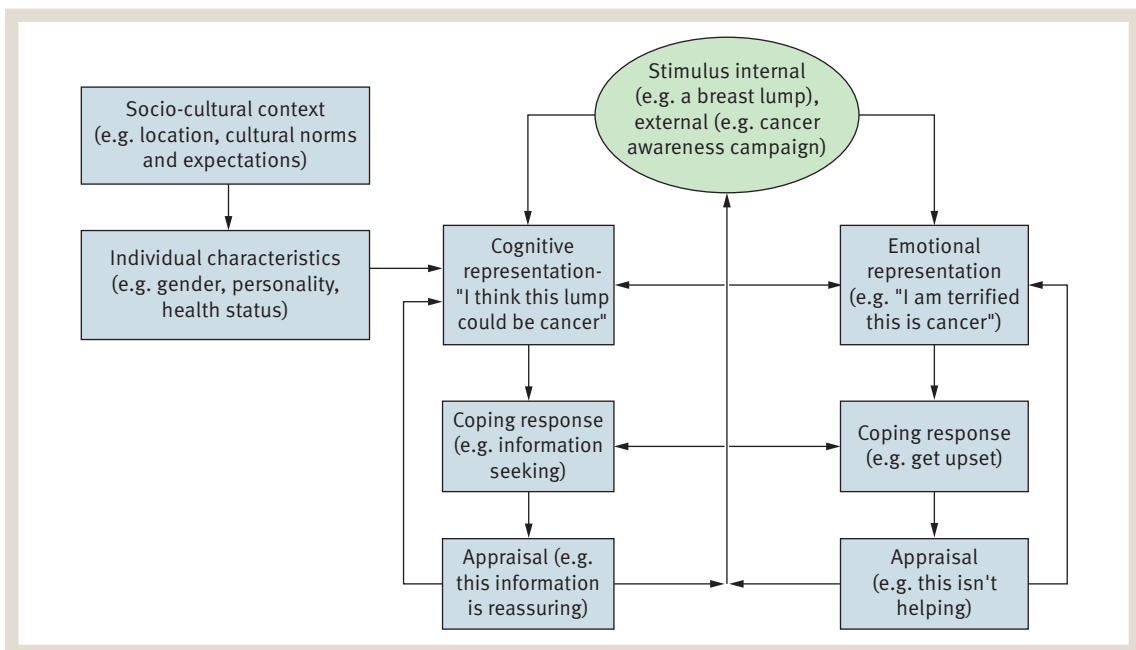 Stimulus internal
(e.g. a breast lump),
external (e.g. cancer
awareness campaign)
Socio-cultural context
(e.g. location, cultural norms
and expectations)
Individual characteristics
(e.g. gender, personality,
health status)
Cognitive
representation-
"I think this lump
could be cancer"
Emotional
representation
(e.g. "I am terrified
this is cancer")
Coping response
(e.g. information
seeking)
Coping response
(e.g. get upset)
Appraisal (e.g.
this information
is reassuring)
Appraisal
(e.g. this isn't
helping)